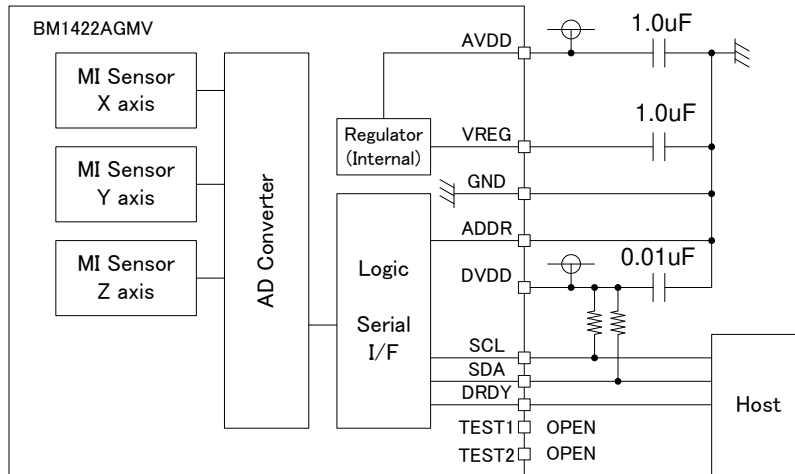 BM1422AGMV
MI Sensor
X axis
MI Sensor
Y axis
MI Sensor
Z axis
AD Converter
Regulator
(Internal)
Logic
Serial
I/F
AVDD
VREG
GND
ADDR
DVDD
SCL
SDA
DRDY
TEST1
OPEN
TEST2
OPEN
1.0uF
1.0uF
0.01uF
Host